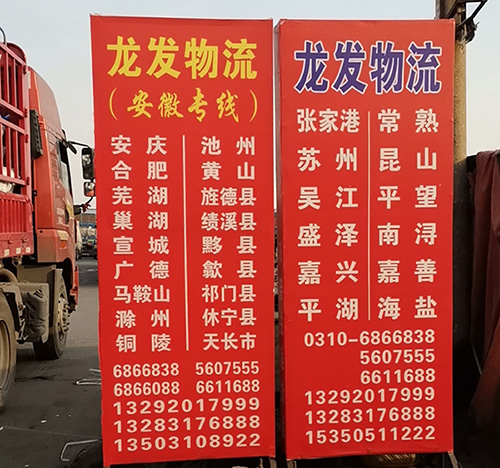 龙发物流
（安徽专线）
安庆 池州
合肥 黄山
芜湖 旌德县
巢湖 绩溪县
宣城 黟县
广德 歙县
马鞍山 祁门县
滁州 休宁县
铜陵 天长市
6866838 5607555
6866088 6611688
13292017999
13283176888
13503108922
龙发物流
张家港 常熟
苏州 昆山
吴江 平望
盛泽 南浔
嘉兴 嘉善
平湖 海盐
0310-6866838
5607555
6611688
13292017999
13283176888
15350511222